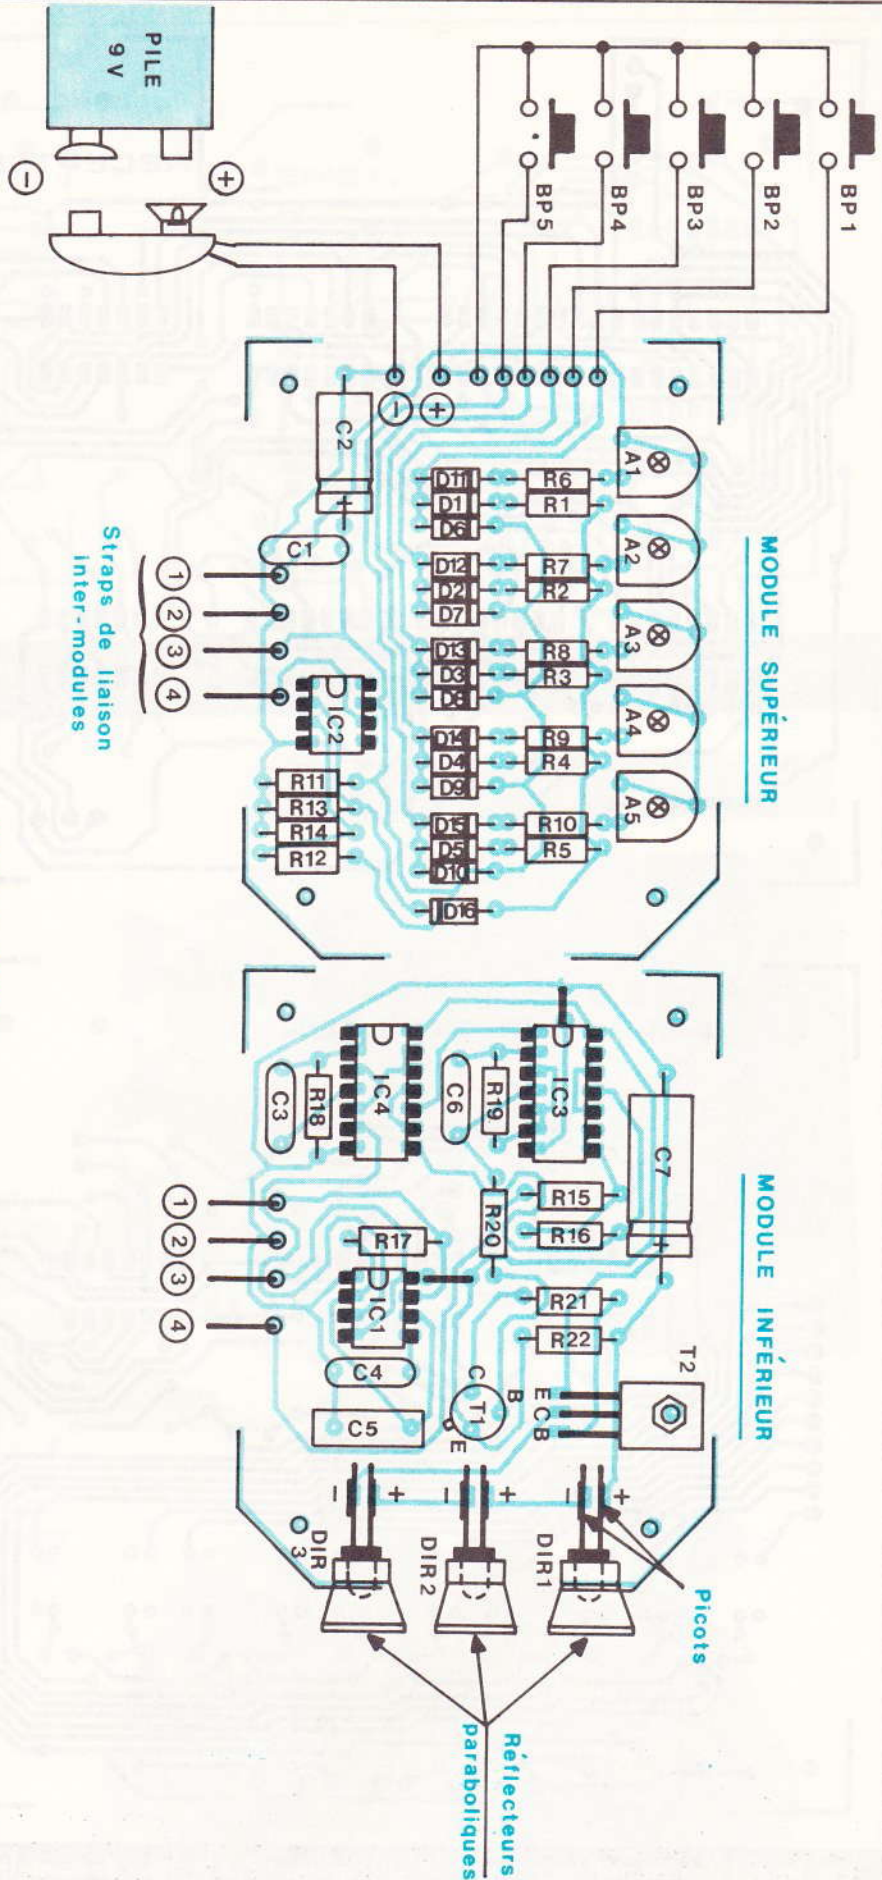 PILE
9 V
−
+
BP1
BP2
BP3
BP4
BP5
MODULE SUPÉRIEUR
−
+
C2
C1
A1
A2
A3
A4
A5
D11
D1
D6
D12
D2
D7
D13
D3
D8
D14
D4
D9
D15
D5
D10
D16
R6
R1
R7
R2
R8
R3
R9
R4
R10
R5
IC2
R11
R13
R14
R12
+
1
2
3
4
Straps de liaison
inter-modules
MODULE INFÉRIEUR
IC4
IC3
C3
R18
C6
R19
C7
+
R15
R16
R20
R17
IC1
R21
R22
C4
C5
C
B
E
T1
T2
E
C
B
1
2
3
4
−
+
−
+
−
+
DIR
3
DIR2
DIR1
Picots
Réflecteurs
paraboliques